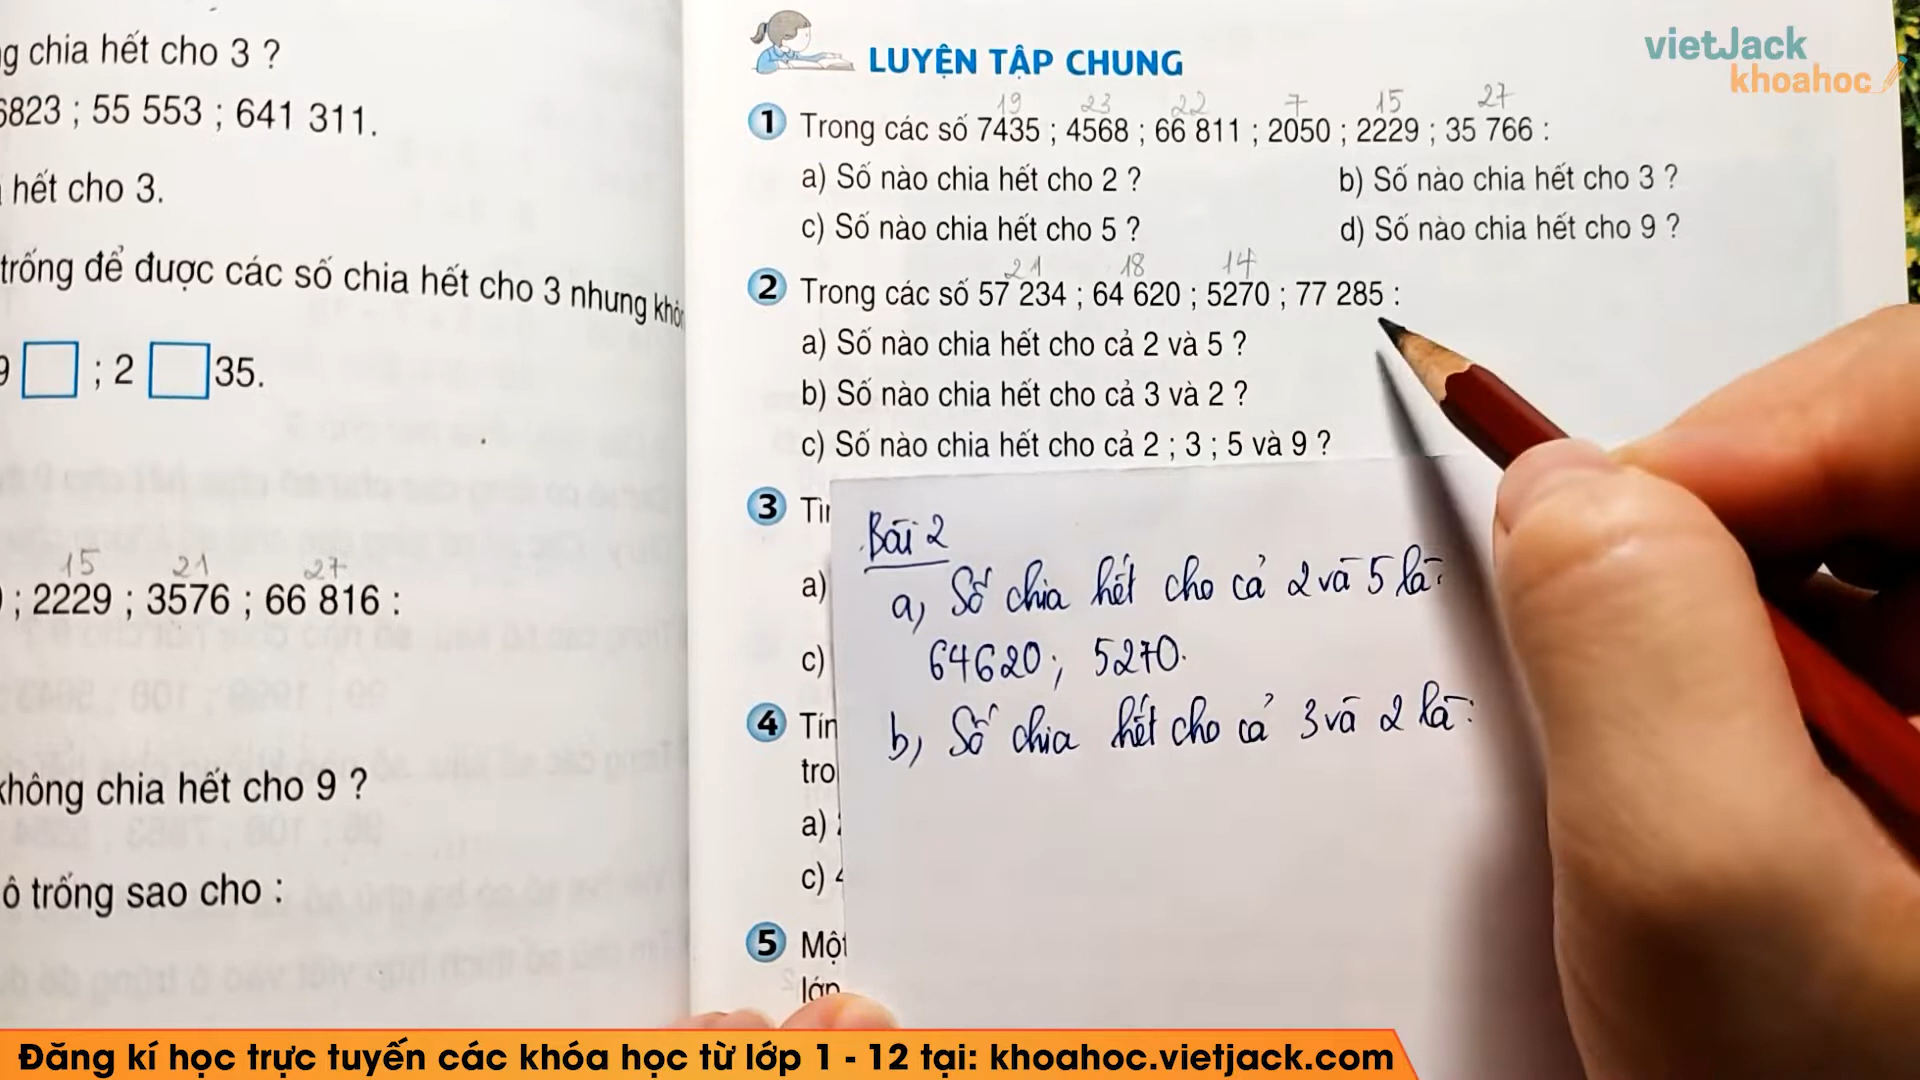 g chia hết cho 3 ?
6823 ; 55 553 ; 641 311.
hết cho 3.
trống để được các số chia hết cho 3 nhưng khôn
9 ; 2 35.
15 21 27
; 2229 ; 3576 ; 66 816 :
không chia hết cho 9 ?
ô trống sao cho :
LUYỆN TẬP CHUNG
19 23 22 7 15 27
1 Trong các số 7435 ; 4568 ; 66 811 ; 2050 ; 2229 ; 35 766 :
a) Số nào chia hết cho 2 ? b) Số nào chia hết cho 3 ?
c) Số nào chia hết cho 5 ? d) Số nào chia hết cho 9 ?
21 18 14
2 Trong các số 57 234 ; 64 620 ; 5270 ; 77 285 :
a) Số nào chia hết cho cả 2 và 5 ?
b) Số nào chia hết cho cả 3 và 2 ?
c) Số nào chia hết cho cả 2 ; 3 ; 5 và 9 ?
3 Tì
a)
c)
4 Tín
tro
a)
c) 4
5 Một
lớp
Bài 2
a, Số chia hết cho cả 2 và 5 là:
64620; 5270.
b, Số chia hết cho cả 3 và 2 là:
vietJack
khoahoc
Đăng kí học trực tuyến các khóa học từ lớp 1 - 12 tại: khoahoc.vietjack.com